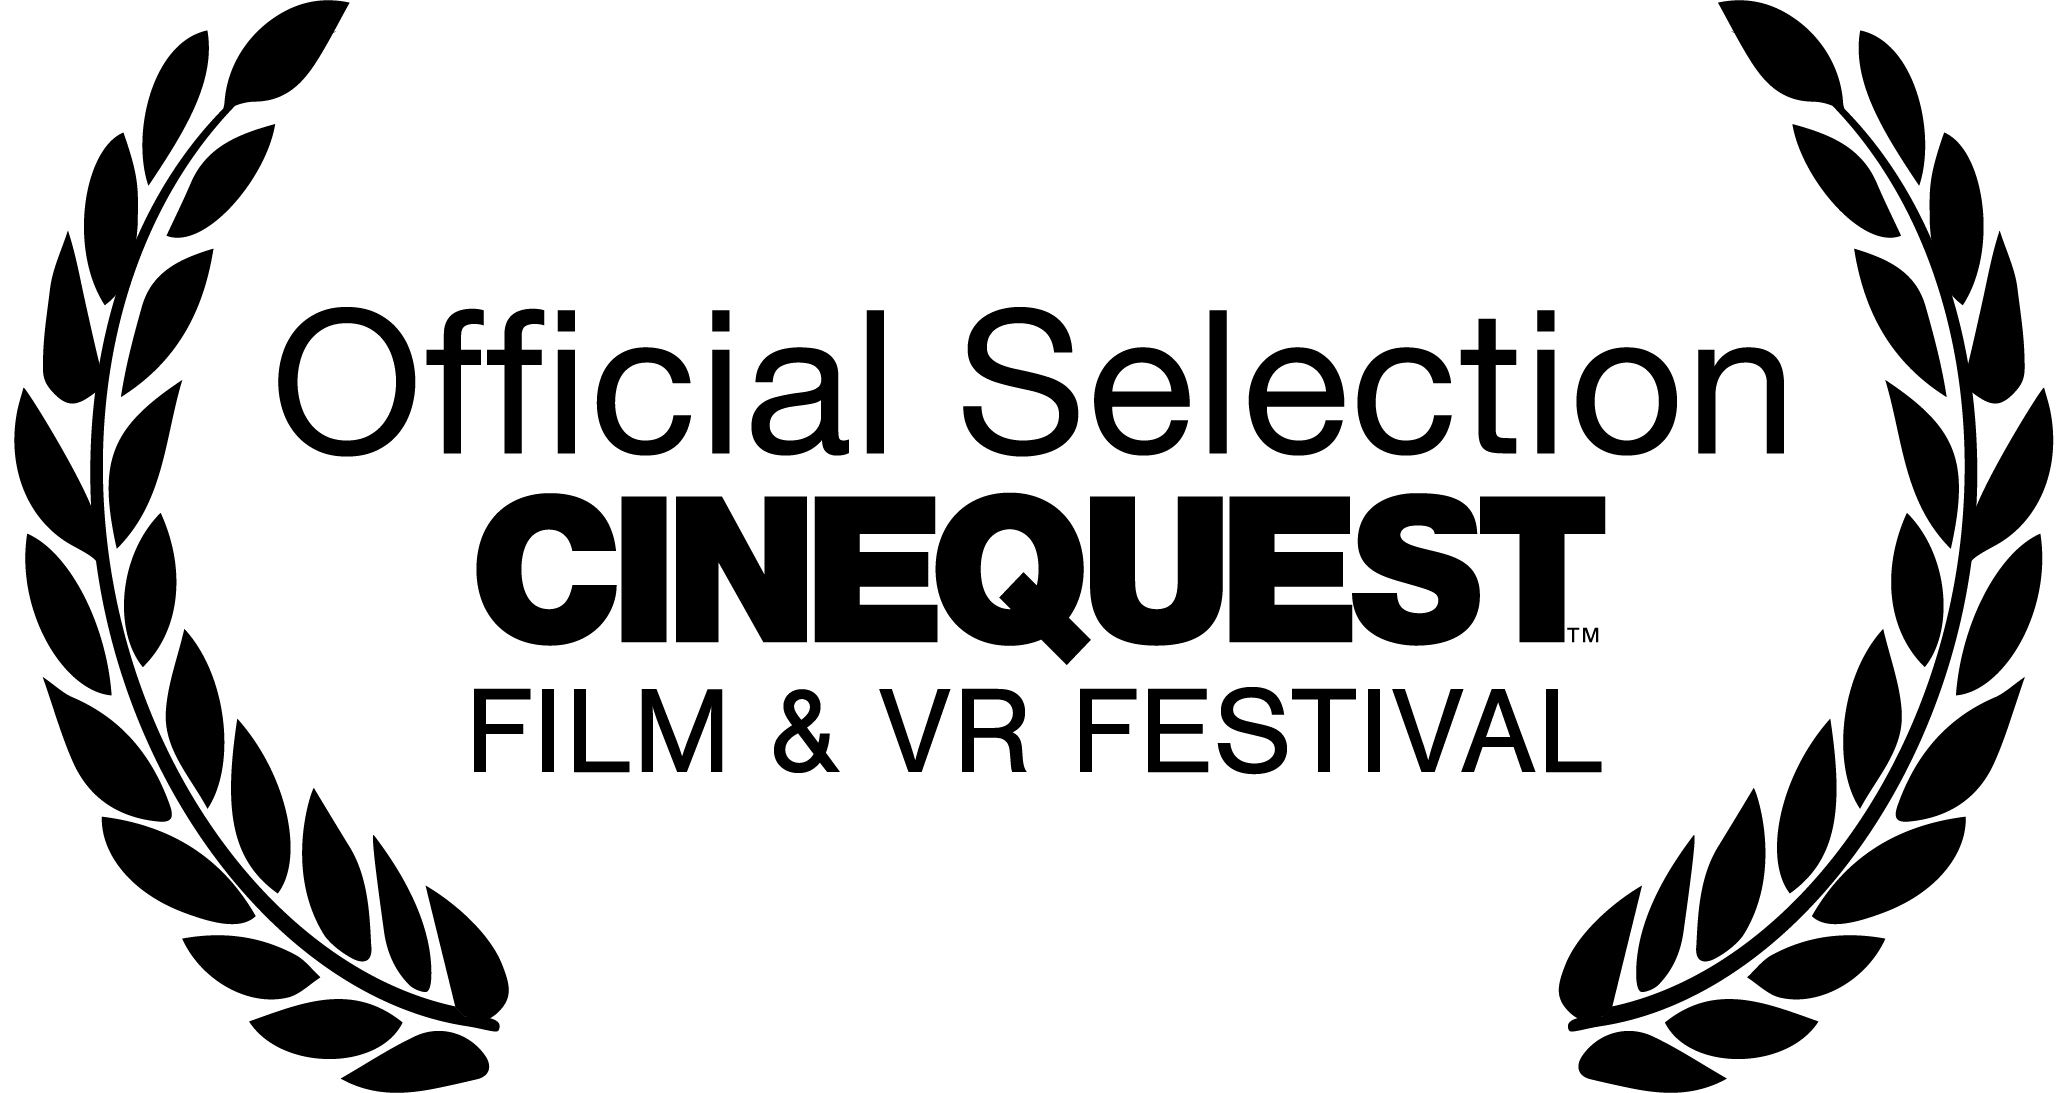 Official Selection
CINEQUEST™
FILM & VR FESTIVAL